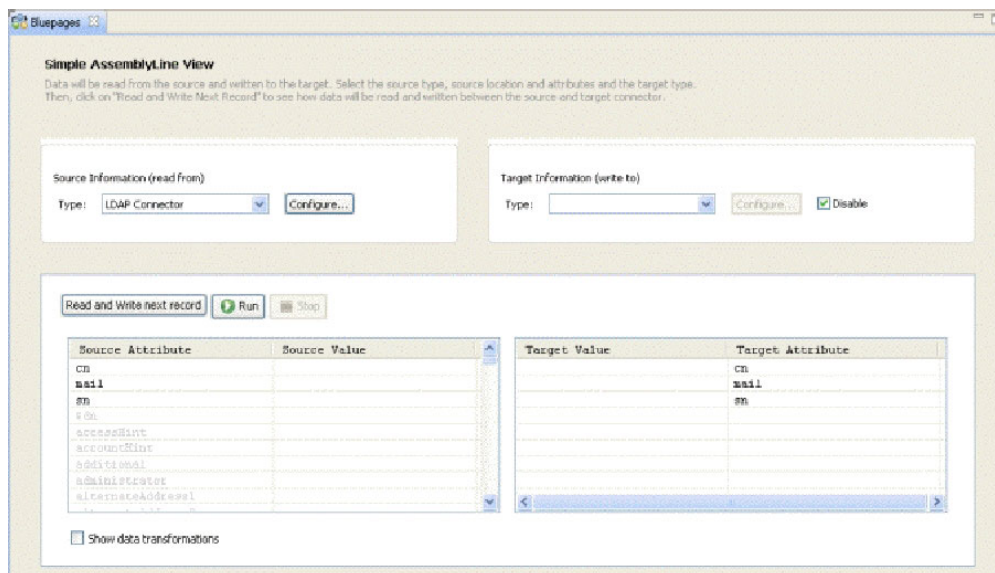 Bluepages
Simple AssemblyLine View
Data will be read from the source and written to the target. Select the source type, source location and attributes and the target type.
Then, click on "Read and Write Next Record" to see how data will be read and written between the source and target connector.
Source Information (read from)
Type: LDAP Connector Configure...
Target Information (write to)
Type: Configure... Disable
Read and Write next record Run Stop
Source Attribute Source Value Target Value Target Attribute
cn cn
mail mail
sn sn
accessHint
accountHint
additional
administrator
alternateAddress1
Show data transformations